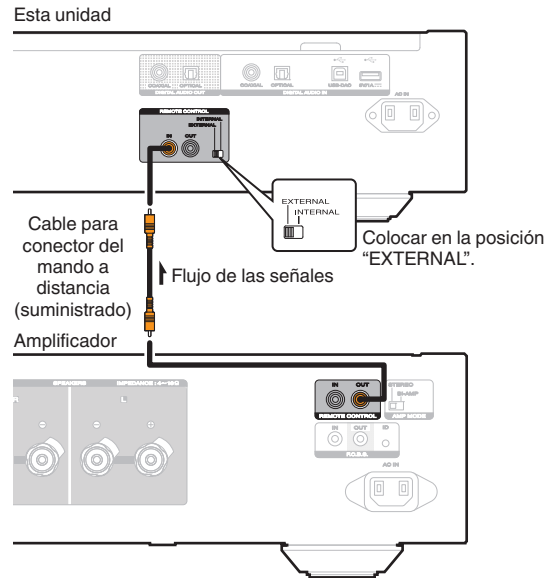 Esta unidad
COAXIAL
OPTICAL
DIGITAL AUDIO OUT
COAXIAL
OPTICAL
USB-DAC
5V/1A
DIGITAL AUDIO IN
AC IN
REMOTE CONTROL
INTERNAL
EXTERNAL
IN
OUT
EXTERNAL
INTERNAL
Colocar en la posición
“EXTERNAL”.
Cable para
conector del
mando a
distancia
(suministrado)
Flujo de las señales
Amplificador
SPEAKERS
IMPEDANCE : 4~16Ω
R
L
IN
OUT
REMOTE CONTROL
STEREO
BI-AMP
AMP MODE
IN
OUT
ID
F.C.B.S.
AC IN